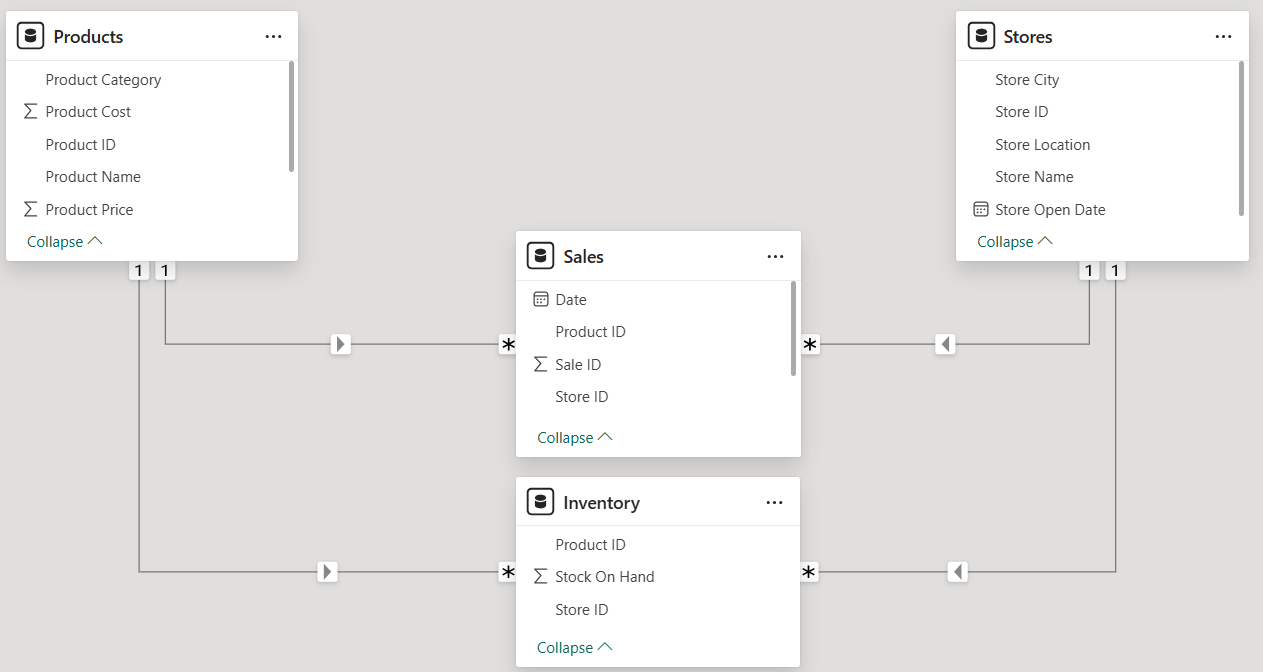 Products
Product Category
Product Cost
Product ID
Product Name
Product Price
Collapse
1 1
Stores
Store City
Store ID
Store Location
Store Name
Store Open Date
Collapse
1 1
Sales
Date
Product ID
Sale ID
Store ID
Collapse
* *
Inventory
Product ID
Stock On Hand
Store ID
Collapse
* *